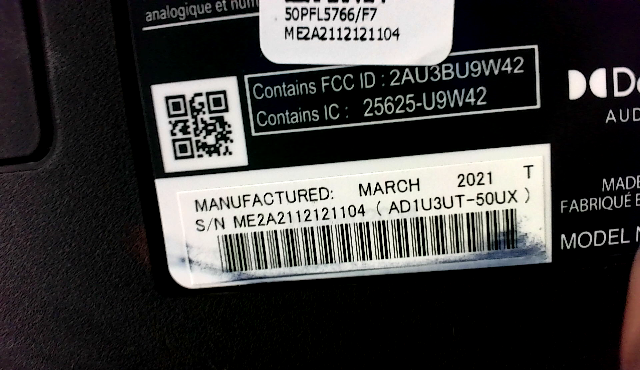 analogique et num
50PFL5766/F7
ME2A2112121104
Contains FCC ID : 2AU3BU9W42
Contains IC : 25625-U9W42
AUD
MANUFACTURED: MARCH 2021 T
S/N ME2A2112121104 ( AD1U3UT-50UX )
MADE
FABRIQUÉ
MODEL